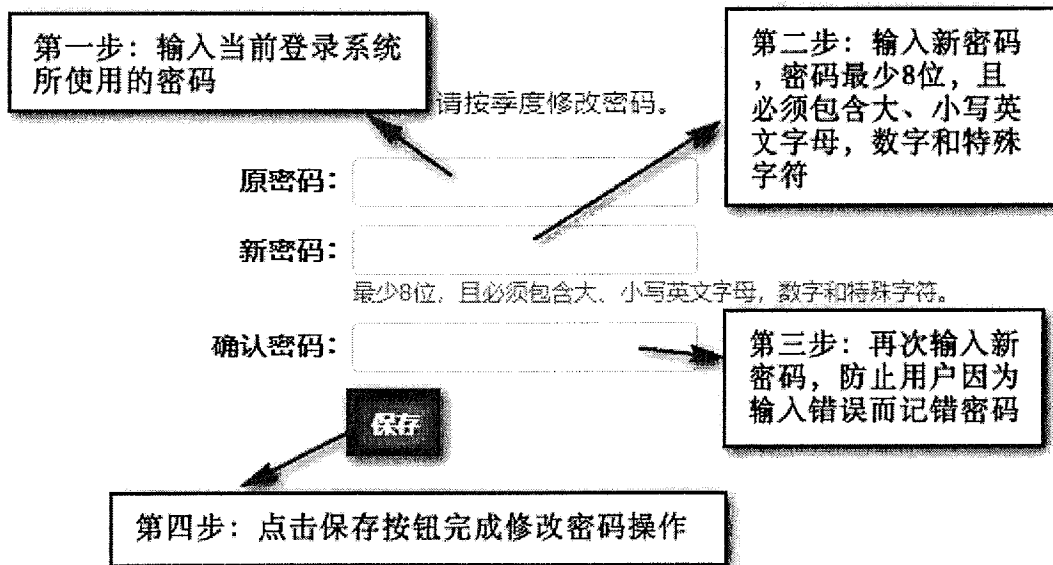 第一步：输入当前登录系统
所使用的密码
第二步：输入新密码
，密码最少8位，且
必须包含大、小写英
文字母，数字和特殊
字符
请按季度修改密码。
原密码：
新密码：
最少8位，且必须包含大、小写英文字母，数字和特殊字符。
确认密码：
第三步：再次输入新
密码，防止用户因为
输入错误而记错密码
保存
第四步：点击保存按钮完成修改密码操作